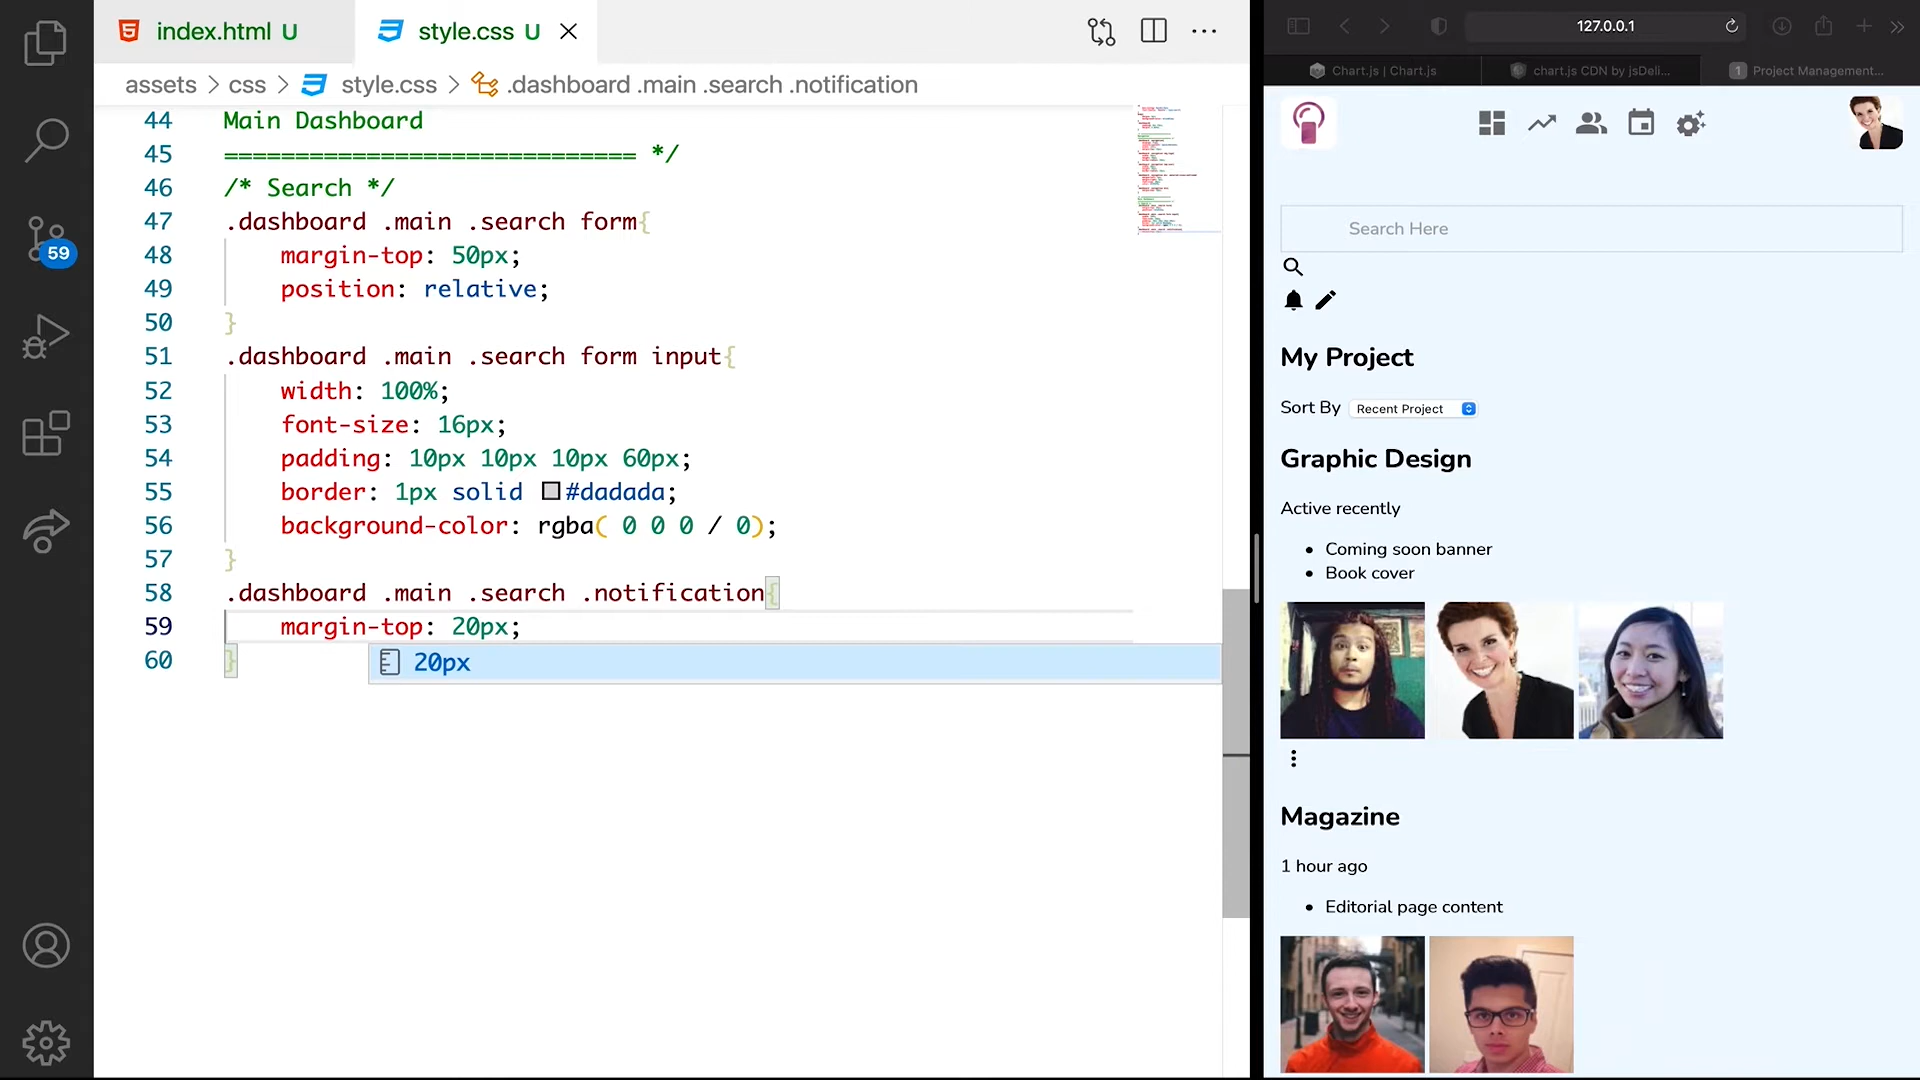 index.html U
style.css U
assets > css > style.css > .dashboard .main .search .notification
44 Main Dashboard
45 ============================= */
46 /* Search */
47 .dashboard .main .search form{
48 margin-top: 50px;
49 position: relative;
50 }
51 .dashboard .main .search form input{
52 width: 100%;
53 font-size: 16px;
54 padding: 10px 10px 10px 60px;
55 border: 1px solid #dadada;
56 background-color: rgba( 0 0 0 / 0);
57 }
58 .dashboard .main .search .notification{
59 margin-top: 20px;
60 }
20px
59
127.0.0.1
Chart.js | Chart.js
chart.js CDN by jsDeli...
1 Project Management...
Search Here
My Project
Sort By Recent Project
Graphic Design
Active recently
Coming soon banner
Book cover
Magazine
1 hour ago
Editorial page content